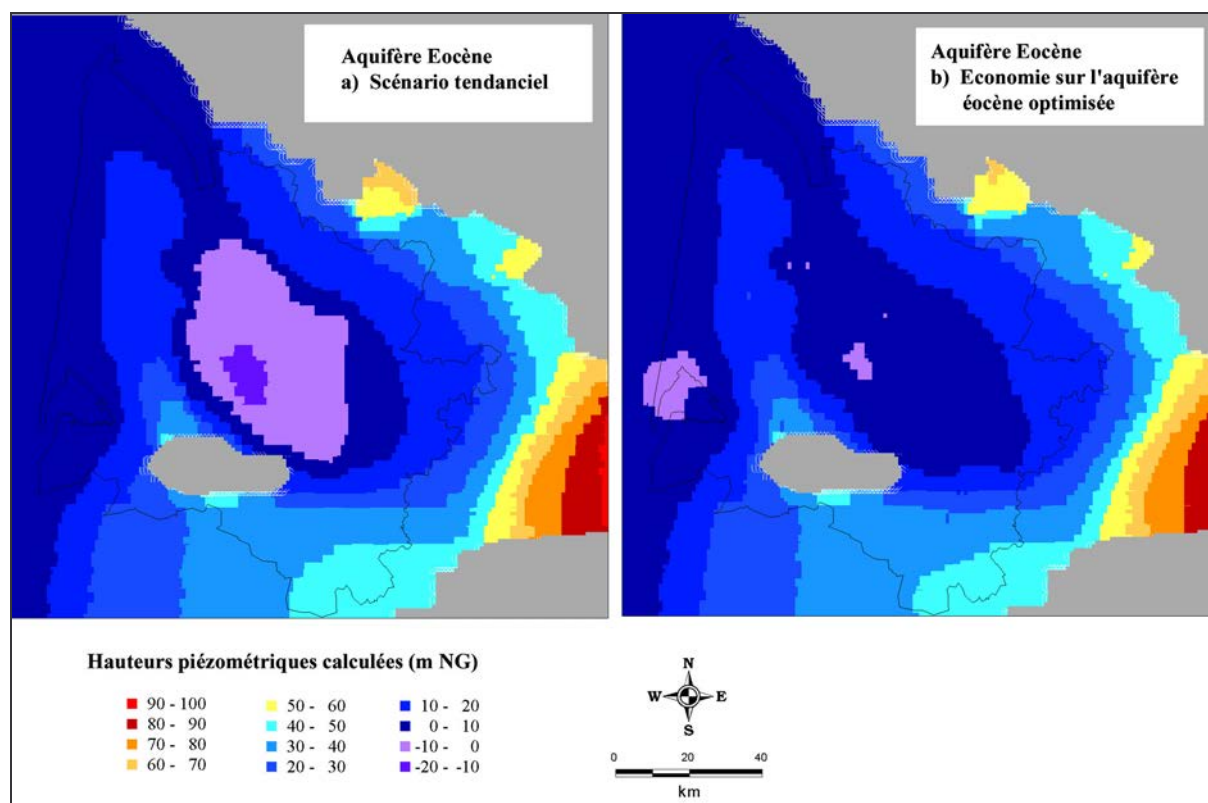 Aquifère Eocène
a) Scénario tendanciel
Aquifère Eocène
b) Economie sur l'aquifère
éocène optimisée
Hauteurs piézométriques calculées (m NG)
90 - 100
80 - 90
70 - 80
60 - 70
50 - 60
40 - 50
30 - 40
20 - 30
10 - 20
0 - 10
-10 - 0
-20 - -10
N
W E
S
0 20 40
km